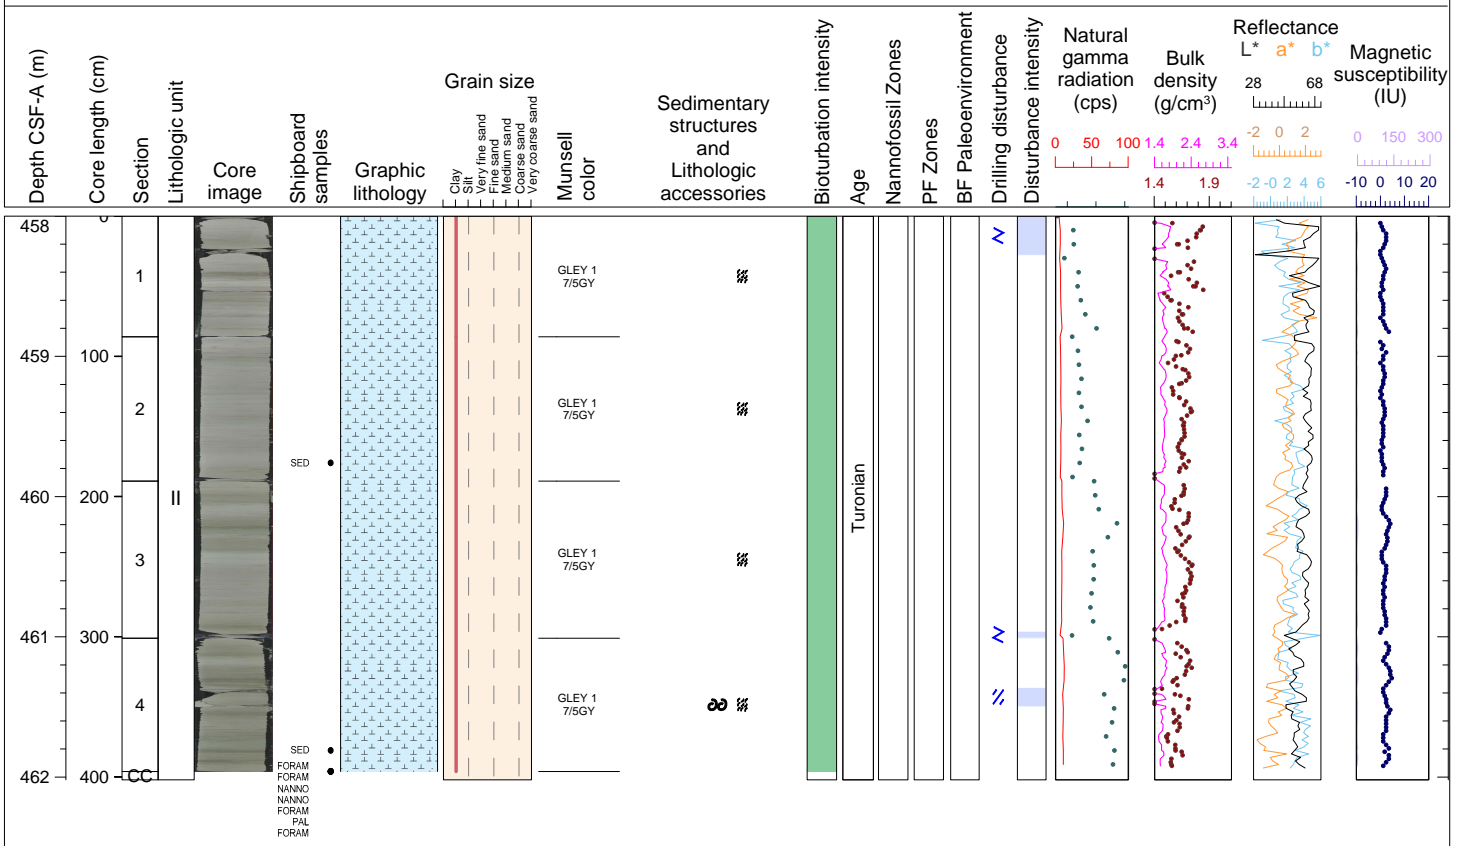 Depth CSF-A (m)
Core length (cm)
Section
Lithologic unit
Core
image
Shipboard
samples
Graphic
lithology
Grain size
Clay
Silt
Very fine sand
Fine sand
Medium sand
Coarse sand
Very coarse sand
Munsell
color
Sedimentary
structures
and
Lithologic
accessories
Bioturbation intensity
Age
Nannofossil Zones
PF Zones
BF Paleoenvironment
Drilling disturbance
Disturbance intensity
Natural
gamma
radiation
(cps)
0 50 100
Bulk
density
(g/cm³)
1.4 2.4 3.4
1.4 1.9
Reflectance
L* a* b*
28 68
-2 0 2
-2 -0 2 4 6
Magnetic
susceptibility
(IU)
0 150 300
-10 0 10 20
458
459
460
461
462
0
100
200
300
400
1
2
3
4
CC
II
SED
SED
FORAM
FORAM
NANNO
NANNO
FORAM
PAL
FORAM
GLEY 1
7/5GY
GLEY 1
7/5GY
GLEY 1
7/5GY
GLEY 1
7/5GY
Turonian